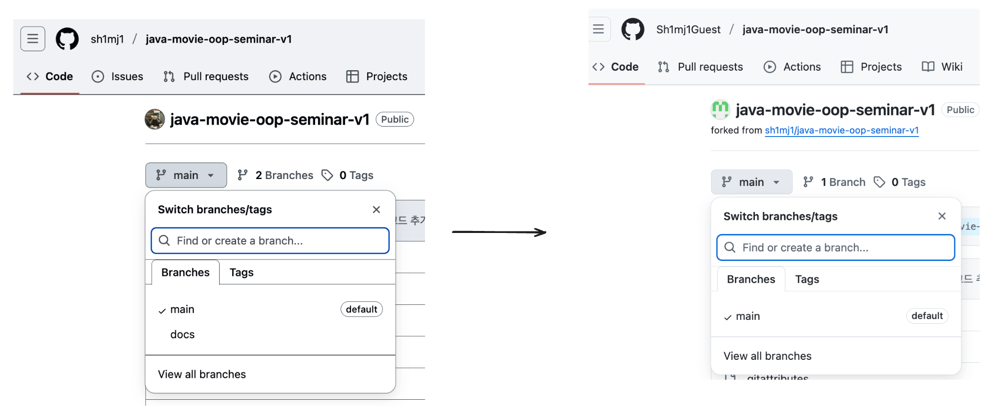 sh1mj1 / java-movie-oop-seminar-v1
Code Issues Pull requests Actions Projects
java-movie-oop-seminar-v1 Public
main 2 Branches 0 Tags
Switch branches/tags
드 추가
Find or create a branch...
Branches Tags
main default
docs
View all branches
Sh1mj1Guest / java-movie-oop-seminar-v1
Code Pull requests Actions Projects Wiki
java-movie-oop-seminar-v1 Public
forked from sh1mj1/java-movie-oop-seminar-v1
main 1 Branch 0 Tags
Switch branches/tags
Find or create a branch...
Branches Tags
main default
View all branches
gitattributes